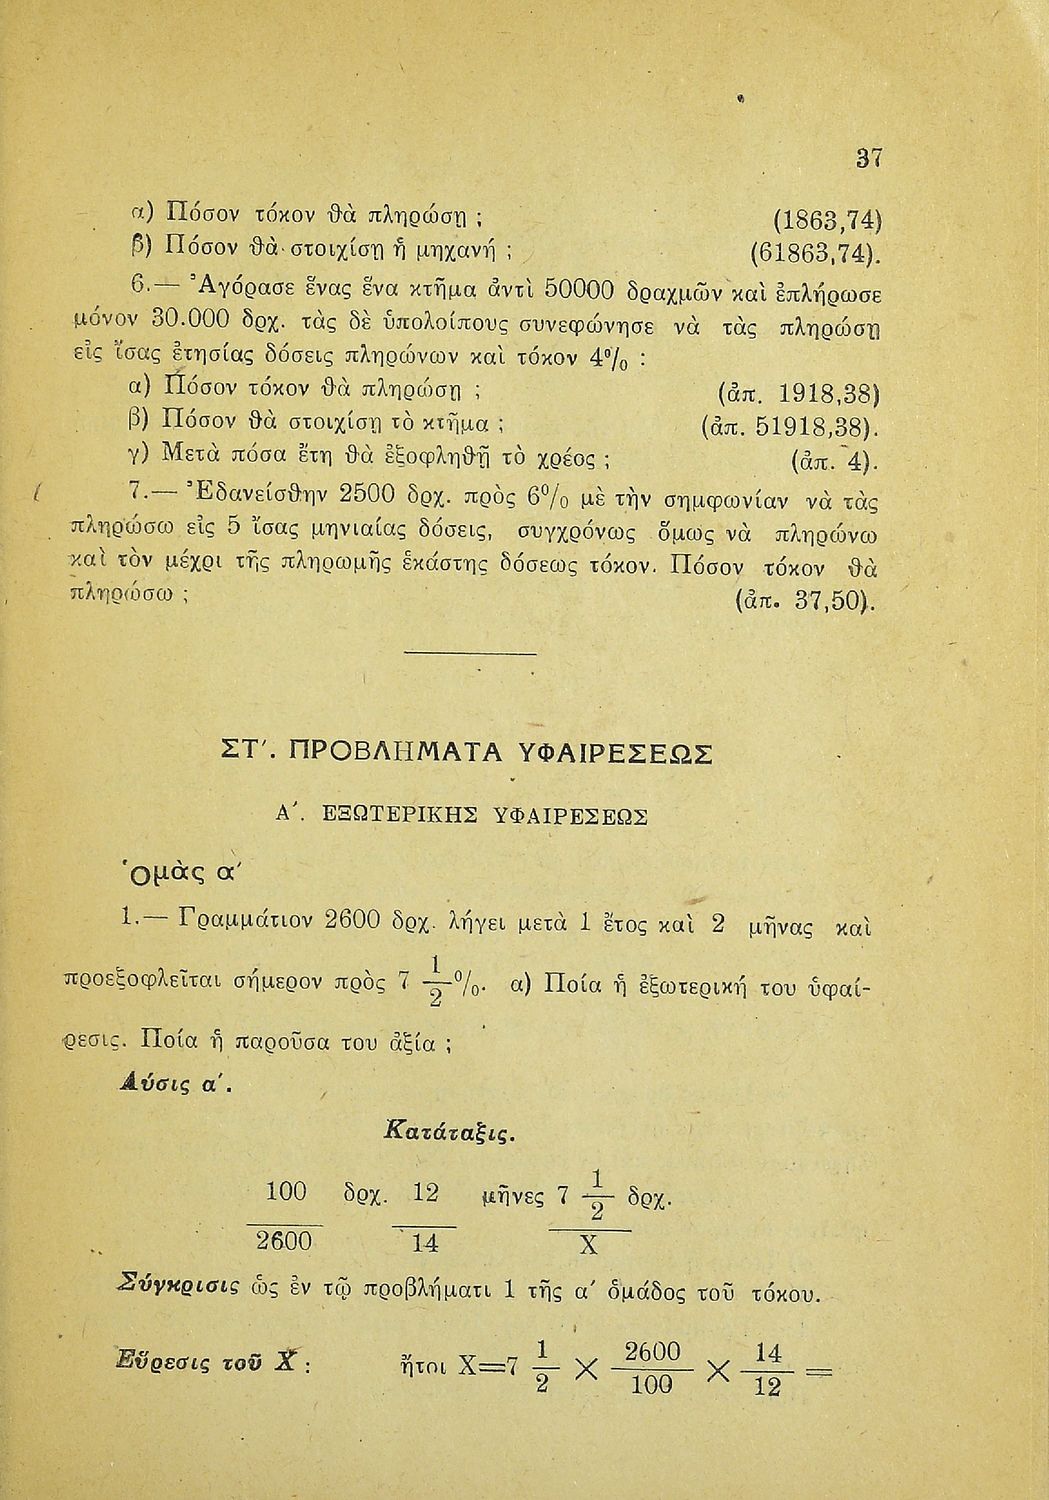 37
α) Πόσον τόκον θὰ πληρώσῃ ; (1863,74)
β) Πόσον θὰ στοιχίσῃ ἡ μηχανή ; (61863,74).
6.— Ἀγόρασε ἕνας ἕνα κτῆμα ἀντὶ 50000 δραχμῶν καὶ ἐπλήρωσε
μόνον 30.000 δρχ. τὰς δὲ ὑπολοίπους συνεφώνησε νὰ τὰς πληρώσῃ
εἰς ἴσας ἐτησίας δόσεις πληρώνων καὶ τόκον 4% :
α) Πόσον τόκον θὰ πληρώσῃ ; (ἀπ. 1918,38)
β) Πόσον θὰ στοιχίσῃ τὸ κτῆμα ; (ἀπ. 51918,38).
γ) Μετὰ πόσα ἔτη θὰ ἐξοφληθῇ τὸ χρέος ; (ἀπ. 4).
7.— Ἐδανείσθην 2500 δρχ. πρὸς 6% μὲ τὴν σημφωνίαν νὰ τὰς
πληρώσω εἰς 5 ἴσας μηνιαίας δόσεις, συγχρόνως ὅμως νὰ πληρώνω
καὶ τὸν μέχρι τῆς πληρωμῆς ἑκάστης δόσεως τόκον. Πόσον τόκον θὰ
πληρώσω ; (ἀπ. 37,50).
ΣΤ′. ΠΡΟΒΛΗΜΑΤΑ ΥΦΑΙΡΕΣΕΩΣ
Α′. ΕΞΩΤΕΡΙΚΗΣ ΥΦΑΙΡΕΣΕΩΣ
Ὁμὰς α′
1.— Γραμμάτιον 2600 δρχ. λήγει μετὰ 1 ἔτος καὶ 2 μῆνας καὶ
προεξοφλεῖται σήμερον πρὸς 7 1/2 %. α) Ποία ἡ ἐξωτερική του ὑφαί-
ρεσις. Ποία ἡ παροῦσα του ἀξία ;
Λύσις α′.
Κατάταξις.
100 δρχ. 12 μῆνες 7 1/2 δρχ.
2600 14 Χ
Σύγκρισις ὡς ἐν τῷ προβλήματι 1 τῆς α′ ὁμάδος τοῦ τόκου.
Εὕρεσις τοῦ Χ : ἤτοι Χ=7 1/2 × 2600/100 × 14/12 =